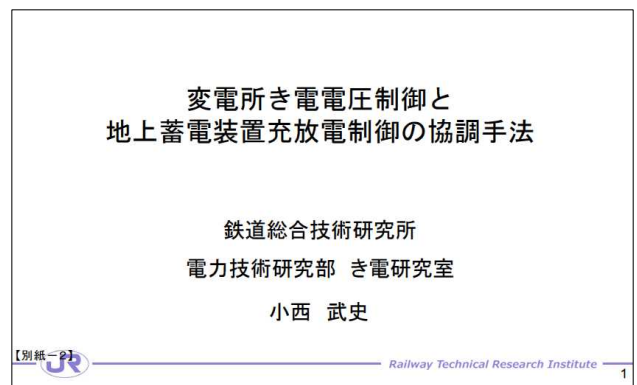 変電所き電電圧制御と
地上蓄電装置充放電制御の協調手法
鉄道総合技術研究所
電力技術研究部 き電研究室
小西 武史
【別紙－2】
JR
Railway Technical Research Institute
1